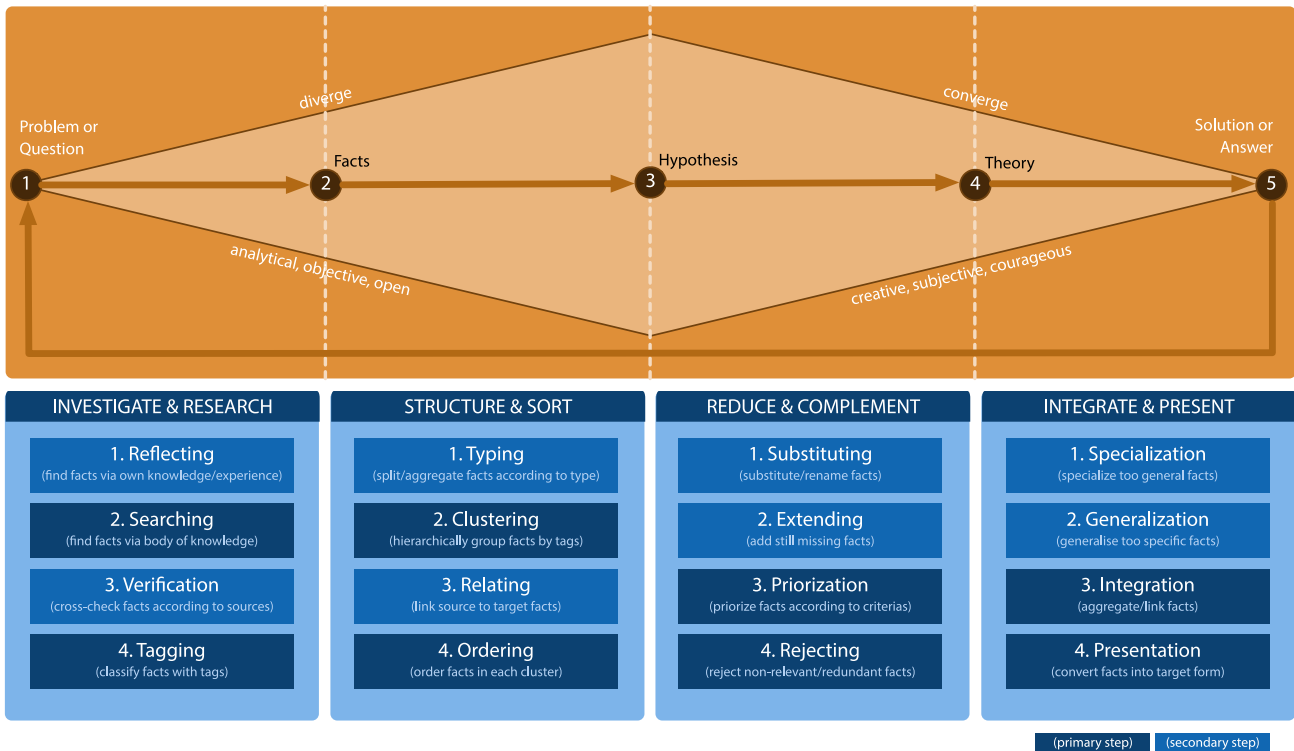 diverge
converge
Problem or
Question
Solution or
Answer
Facts
Hypothesis
Theory
1
2
3
4
5
analytical, objective, open
creative, subjective, courageous
INVESTIGATE & RESEARCH
1. Reflecting
(find facts via own knowledge/experience)
2. Searching
(find facts via body of knowledge)
3. Verification
(cross-check facts according to sources)
4. Tagging
(classify facts with tags)
STRUCTURE & SORT
1. Typing
(split/aggregate facts according to type)
2. Clustering
(hierarchically group facts by tags)
3. Relating
(link source to target facts)
4. Ordering
(order facts in each cluster)
REDUCE & COMPLEMENT
1. Substituting
(substitute/rename facts)
2. Extending
(add still missing facts)
3. Priorization
(priorize facts according to criterias)
4. Rejecting
(reject non-relevant/redundant facts)
INTEGRATE & PRESENT
1. Specialization
(specialize too general facts)
2. Generalization
(generalise too specific facts)
3. Integration
(aggregate/link facts)
4. Presentation
(convert facts into target form)
(primary step)
(secondary step)